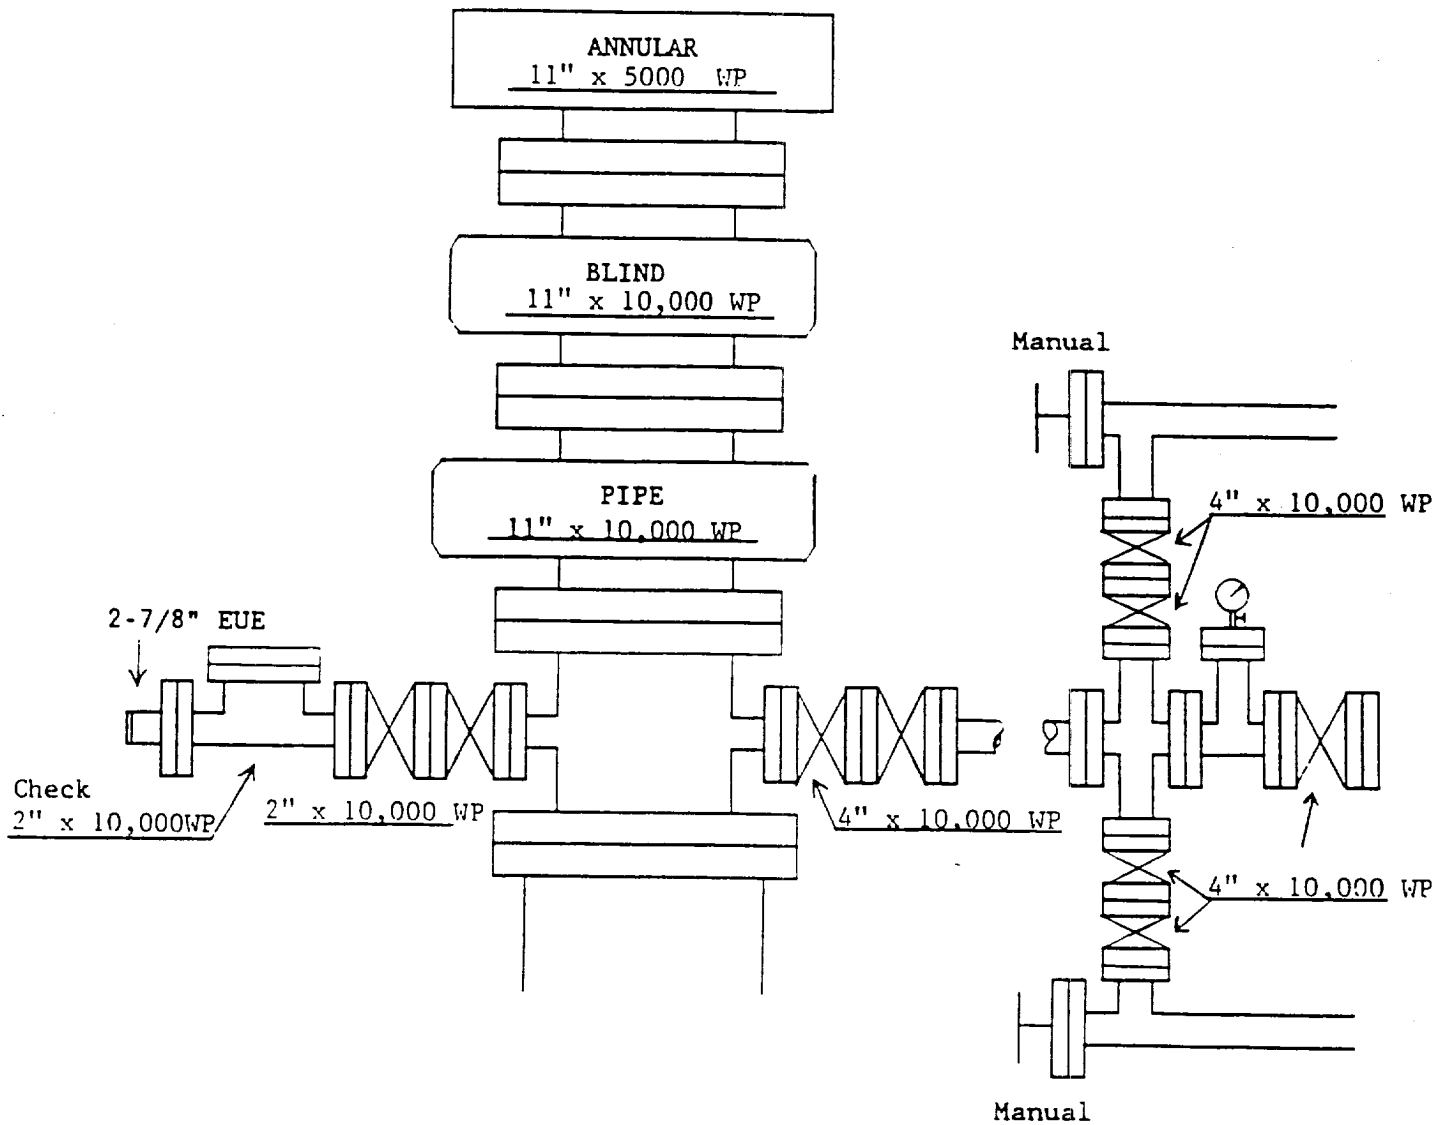 ANNULAR
11" x 5000 WP
BLIND
11" x 10,000 WP
Manual
PIPE
11" x 10,000 WP
4" x 10,000 WP
2-7/8" EUE
Check
2" x 10,000WP
2" x 10,000 WP
4" x 10,000 WP
4" x 10,000 WP
Manual